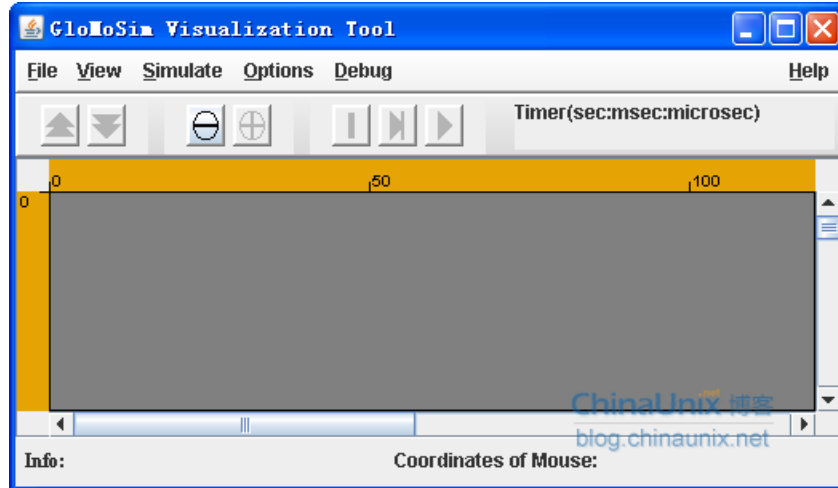 GloMoSim Visualization Tool
File View Simulate Options Debug Help
Timer(sec:msec:microsec)
0 50 100
0
ChinaUnix 博客
blog.chinaunix.net
Info: Coordinates of Mouse: